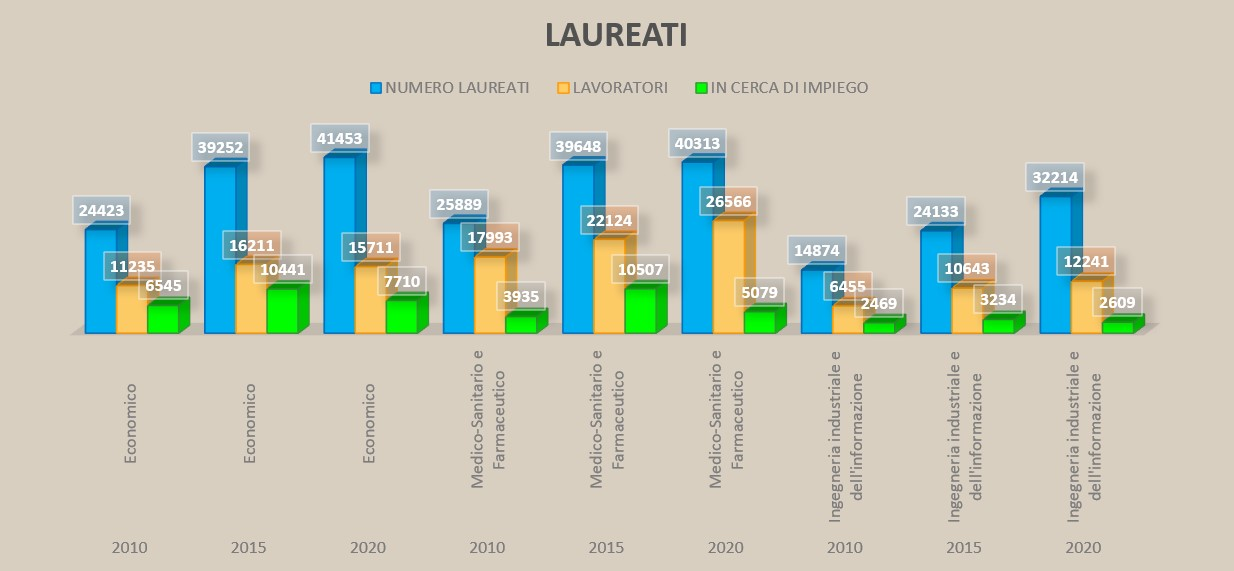 LAUREATI
NUMERO LAUREATI LAVORATORI IN CERCA DI IMPIEGO
24423 11235 6545
39252 16211 10441
41453 15711 7710
25889 17993 3935
39648 22124 10507
40313 26566 5079
14874 6455 2469
24133 10643 3234
32214 12241 2609
Economico
Economico
Economico
Medico-Sanitario e
Farmaceutico
Medico-Sanitario e
Farmaceutico
Medico-Sanitario e
Farmaceutico
Ingegneria industriale e
dell'informazione
Ingegneria industriale e
dell'informazione
Ingegneria industriale e
dell'informazione
2010 2015 2020 2010 2015 2020 2010 2015 2020